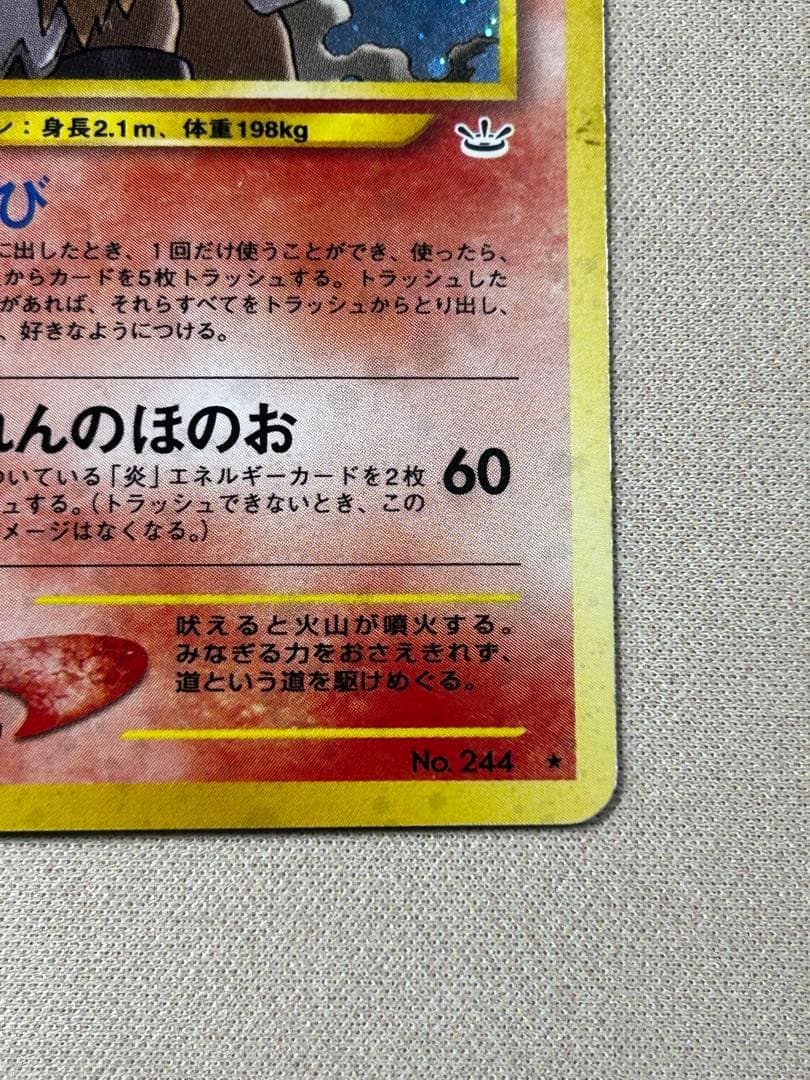 ン：身長2.1m、体重198kg
び
に出したとき、1回だけ使うことができ、使ったら、
からカードを5枚トラッシュする。トラッシュした
があれば、それらすべてをトラッシュからとり出し、
、好きなようにつける。
れんのほのお
ついている「炎」エネルギーカードを2枚
ュする。（トラッシュできないとき、この
メージはなくなる。）
60
吠えると火山が噴火する。
みなぎる力をおさえきれず、
道という道を駆けめぐる。
No. 244 ★